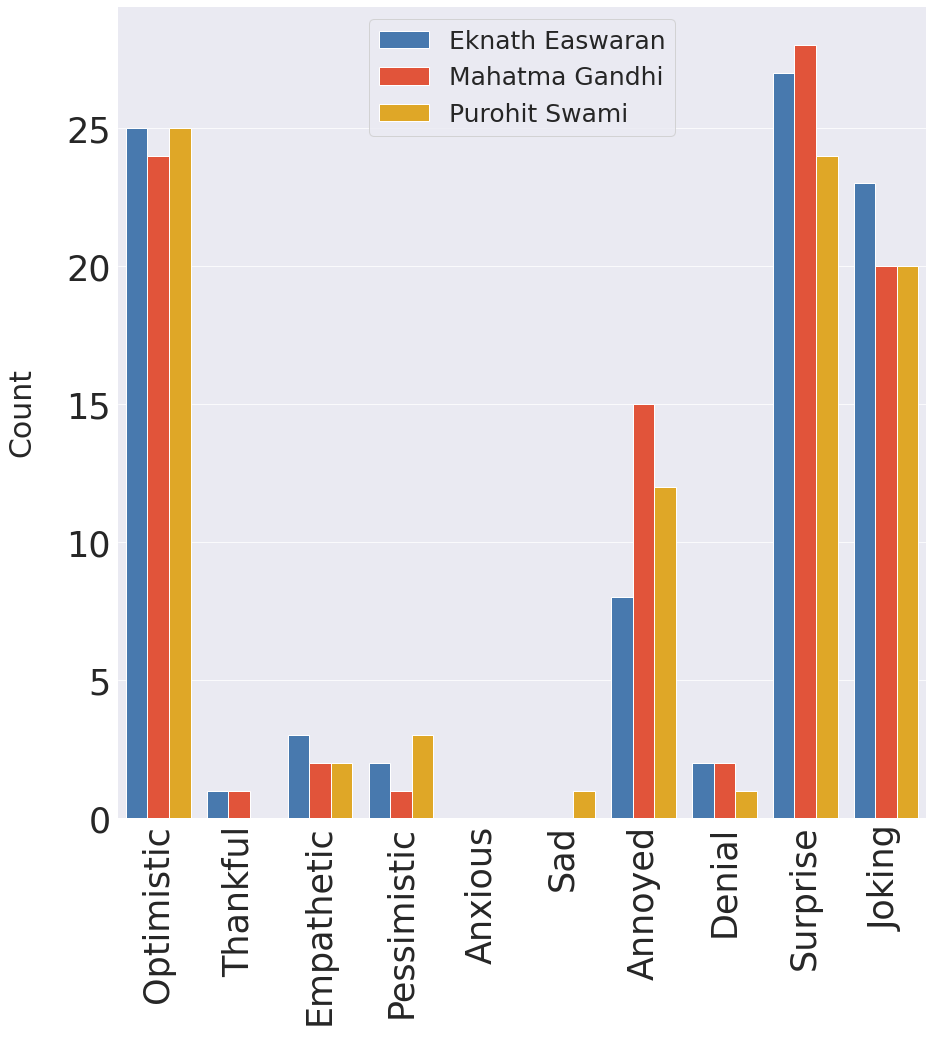 Eknath Easwaran
Mahatma Gandhi
Purohit Swami
Count
25
20
15
10
5
0
Optimistic
Thankful
Empathetic
Pessimistic
Anxious
Sad
Annoyed
Denial
Surprise
Joking